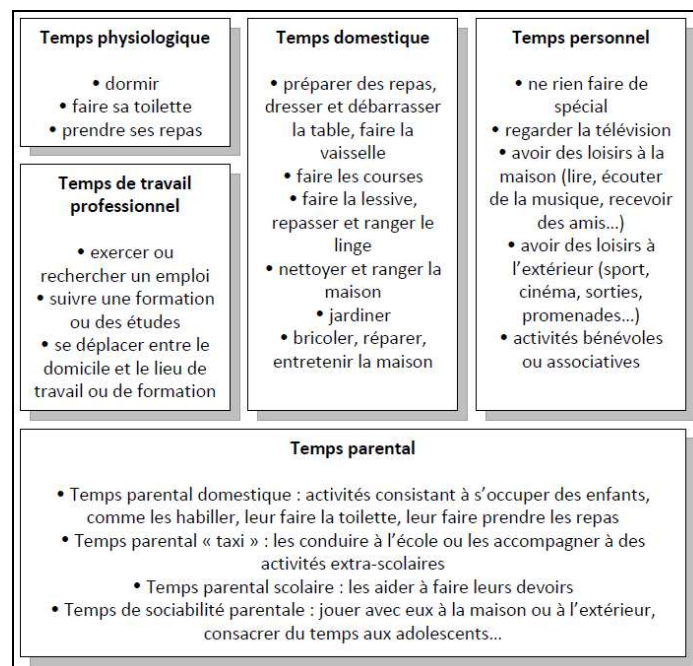 Temps physiologique
• dormir
• faire sa toilette
• prendre ses repas
Temps de travail
professionnel
• exercer ou
rechercher un emploi
• suivre une formation
ou des études
• se déplacer entre le
domicile et le lieu de
travail ou de formation
Temps domestique
• préparer des repas,
dresser et débarrasser
la table, faire la
vaisselle
• faire les courses
• faire la lessive,
repasser et ranger le
linge
• nettoyer et ranger la
maison
• jardiner
• bricoler, réparer,
entretenir la maison
Temps personnel
• ne rien faire de
spécial
• regarder la télévision
• avoir des loisirs à la
maison (lire, écouter
de la musique, recevoir
des amis...)
• avoir des loisirs à
l'extérieur (sport,
cinéma, sorties,
promenades...)
• activités bénévoles
ou associatives
Temps parental
• Temps parental domestique : activités consistant à s'occuper des enfants,
comme les habiller, leur faire la toilette, leur faire prendre les repas
• Temps parental « taxi » : les conduire à l'école ou les accompagner à des
activités extra-scolaires
• Temps parental scolaire : les aider à faire leurs devoirs
• Temps de sociabilité parentale : jouer avec eux à la maison ou à l'extérieur,
consacrer du temps aux adolescents...